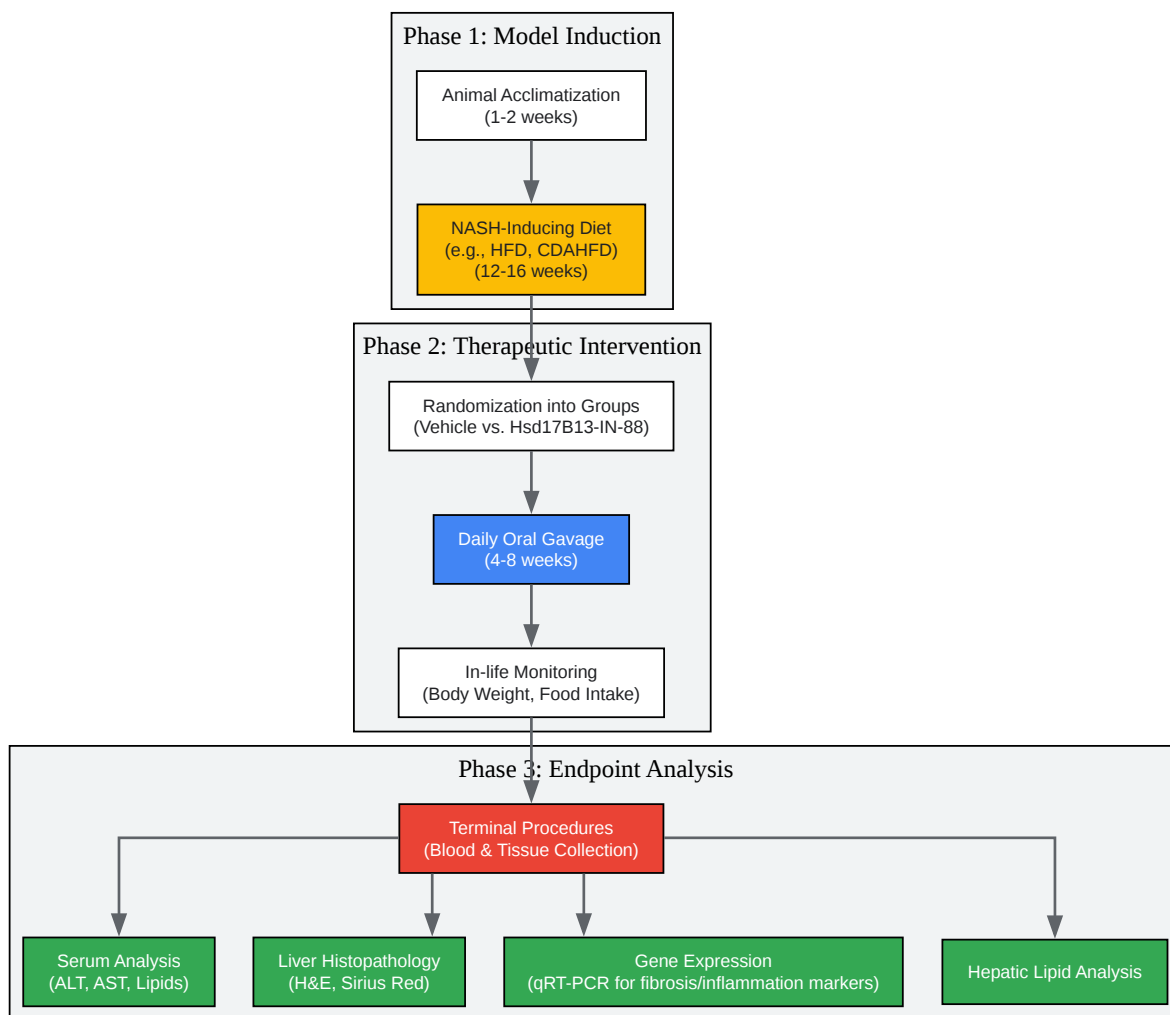 Phase 1: Model Induction
Animal Acclimatization
(1-2 weeks)
NASH-Inducing Diet
(e.g., HFD, CDAHFD)
(12-16 weeks)
Phase 2: Therapeutic Intervention
Randomization into Groups
(Vehicle vs. Hsd17B13-IN-88)
Daily Oral Gavage
(4-8 weeks)
In-life Monitoring
(Body Weight, Food Intake)
Phase 3: Endpoint Analysis
Terminal Procedures
(Blood & Tissue Collection)
Serum Analysis
(ALT, AST, Lipids)
Liver Histopathology
(H&E, Sirius Red)
Gene Expression
(qRT-PCR for fibrosis/inflammation markers)
Hepatic Lipid Analysis